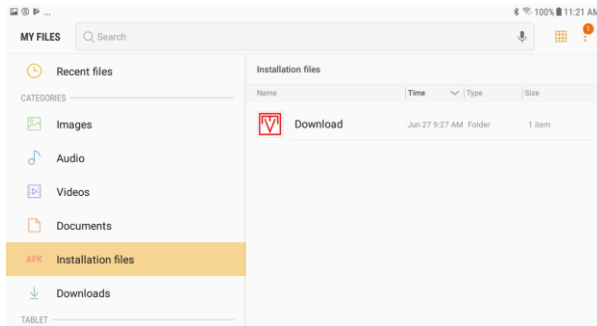 ... 100% 11:21 AM
MY FILES Search 1
Recent files
CATEGORIES
Images
Audio
Videos
Documents
APK Installation files
Downloads
TABLET
Installation files
Name Time Type Size
Download Jun 27 9:27 AM Folder 1 item